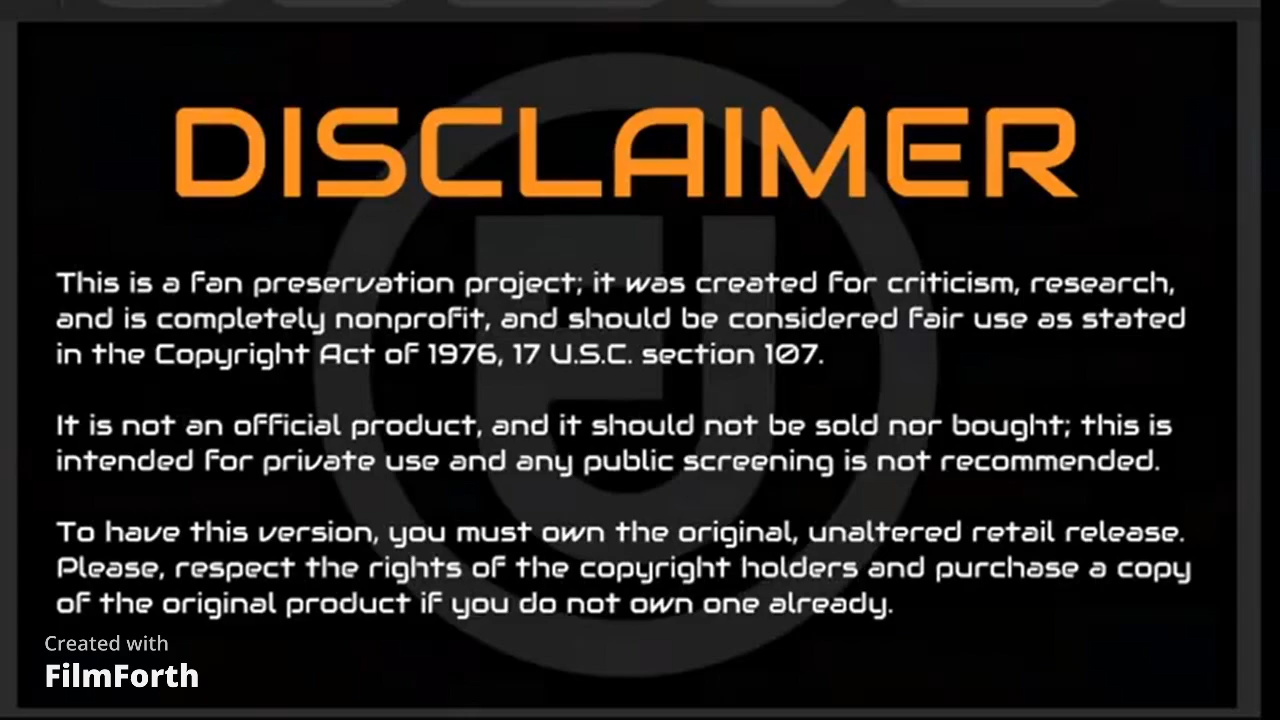 DISCLAIMER
This is a fan preservation project; it was created for criticism, research,
and is completely nonprofit, and should be considered fair use as stated
in the Copyright Act of 1976, 17 U.S.C. section 107.
It is not an official product, and it should not be sold nor bought; this is
intended for private use and any public screening is not recommended.
To have this version, you must own the original, unaltered retail release.
Please, respect the rights of the copyright holders and purchase a copy
of the original product if you do not own one already.
Created with
FilmForth